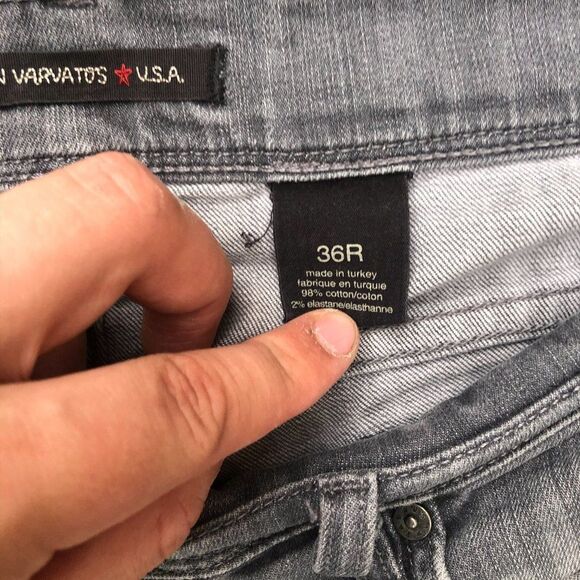 N VARVATOS ★ U.S.A.
36R
made in turkey
fabrique en turquie
98% cotton/coton
2% elastane/elasthanne